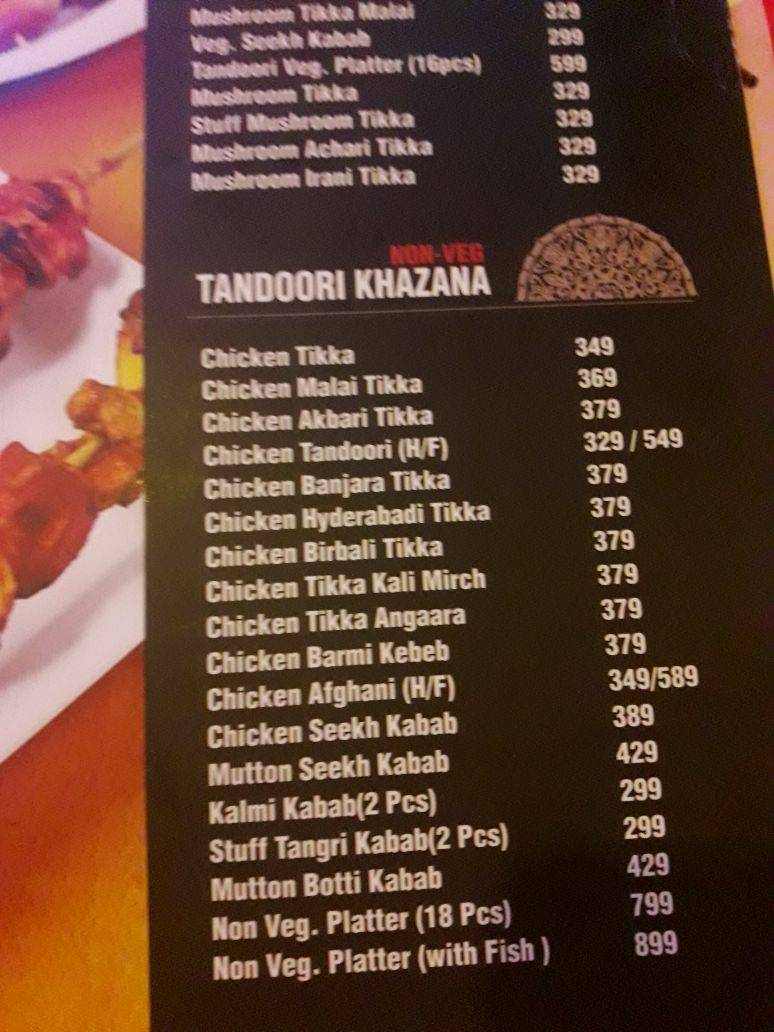 Mushroom Tikka Malai 329
Veg. Seekh Kabab 299
Tandoori Veg. Platter (16pcs) 599
Mushroom Tikka 329
Stuff Mushroom Tikka 329
Mushroom Achari Tikka 329
Mushroom Irani Tikka 329
NON-VEG
TANDOORI KHAZANA
Chicken Tikka 349
Chicken Malai Tikka 369
Chicken Akbari Tikka 379
Chicken Tandoori (H/F) 329 / 549
Chicken Banjara Tikka 379
Chicken Hyderabadi Tikka 379
Chicken Birbali Tikka 379
Chicken Tikka Kali Mirch 379
Chicken Tikka Angaara 379
Chicken Barmi Kebeb 379
Chicken Afghani (H/F) 349/589
Chicken Seekh Kabab 389
Mutton Seekh Kabab 429
Kalmi Kabab(2 Pcs) 299
Stuff Tangri Kabab(2 Pcs) 299
Mutton Botti Kabab 429
Non Veg. Platter (18 Pcs) 799
Non Veg. Platter (with Fish ) 899